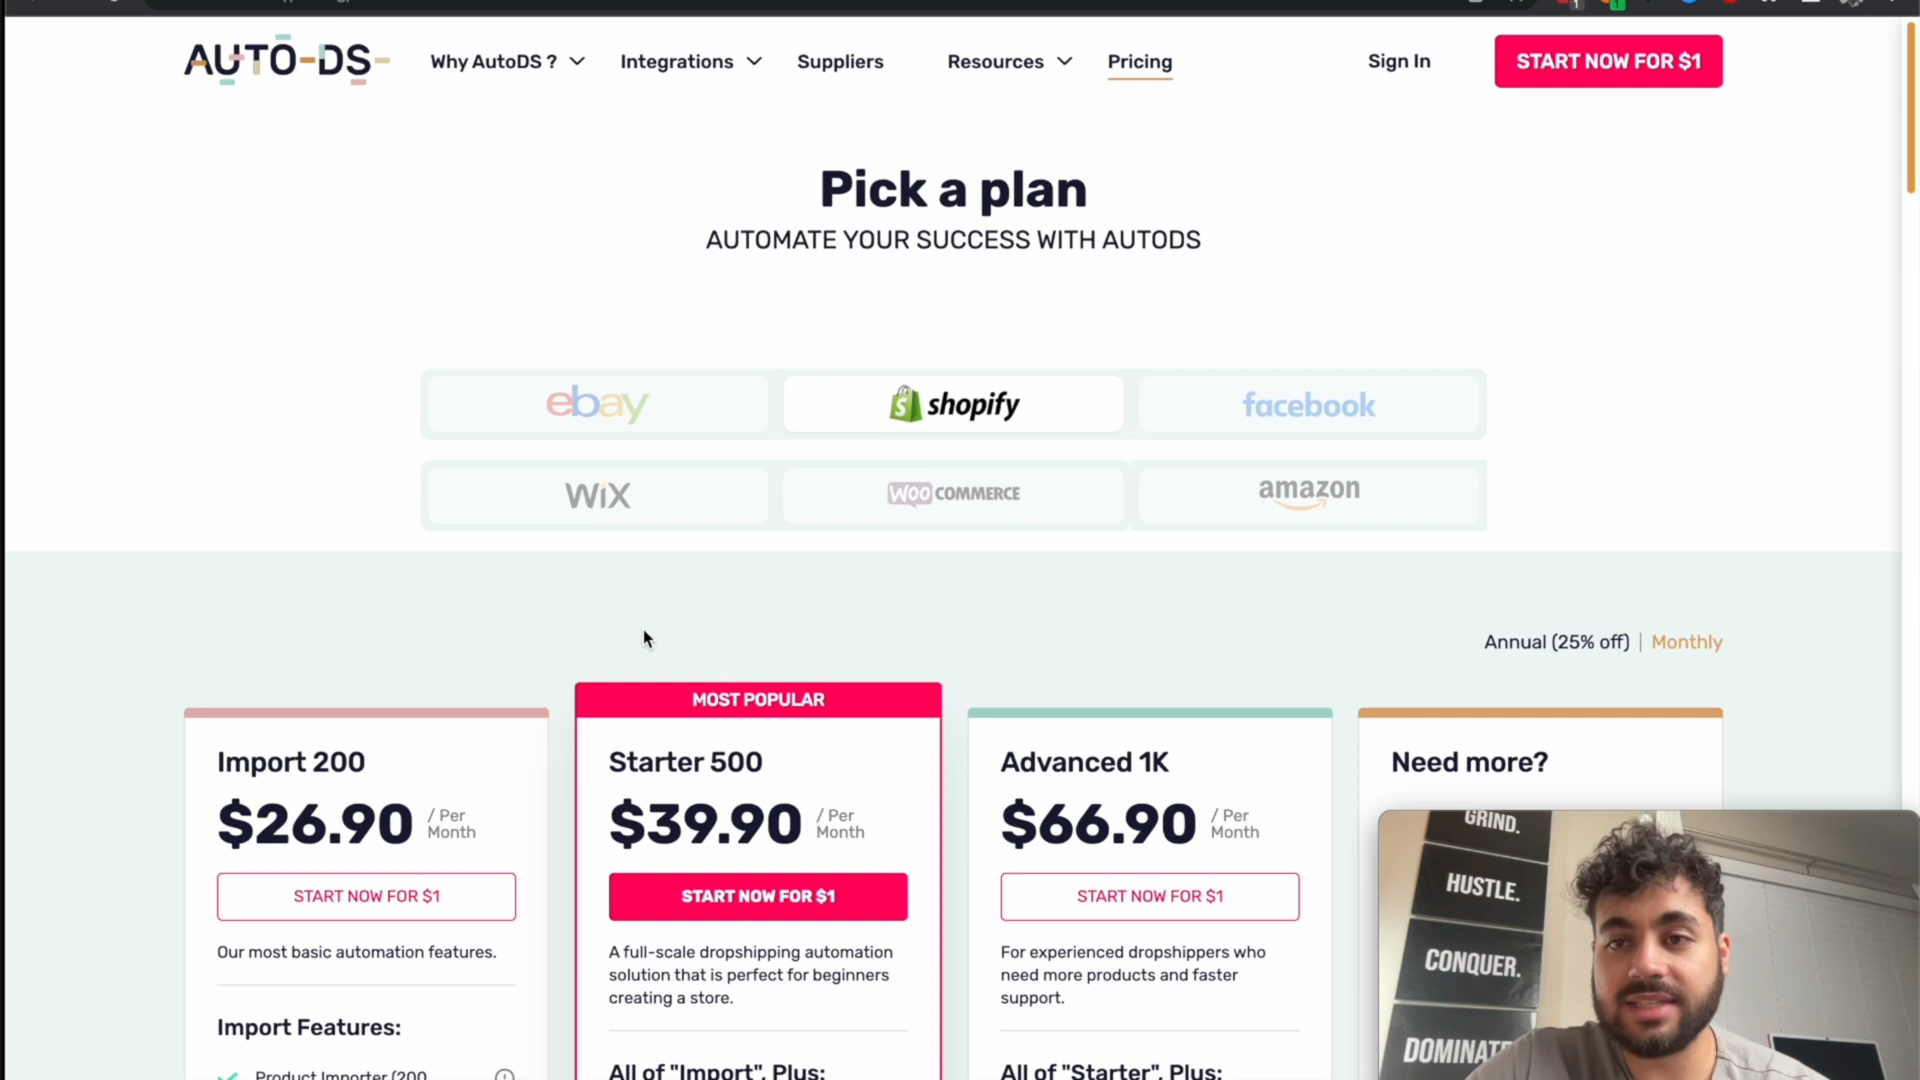 AUTO-DS
Why AutoDS ?
Integrations
Suppliers
Resources
Pricing
Sign In
START NOW FOR $1
Pick a plan
AUTOMATE YOUR SUCCESS WITH AUTODS
ebay
shopify
facebook
WiX
WOO COMMERCE
amazon
Annual (25% off) | Monthly
Import 200
$26.90 / Per
Month
START NOW FOR $1
Our most basic automation features.
Import Features:
Product Importer (200
MOST POPULAR
Starter 500
$39.90 / Per
Month
START NOW FOR $1
A full-scale dropshipping automation
solution that is perfect for beginners
creating a store.
All of "Import", Plus:
Advanced 1K
$66.90 / Per
Month
START NOW FOR $1
For experienced dropshippers who
need more products and faster
support.
All of "Starter", Plus:
Need more?
GRIND.
HUSTLE.
CONQUER.
DOMINATE